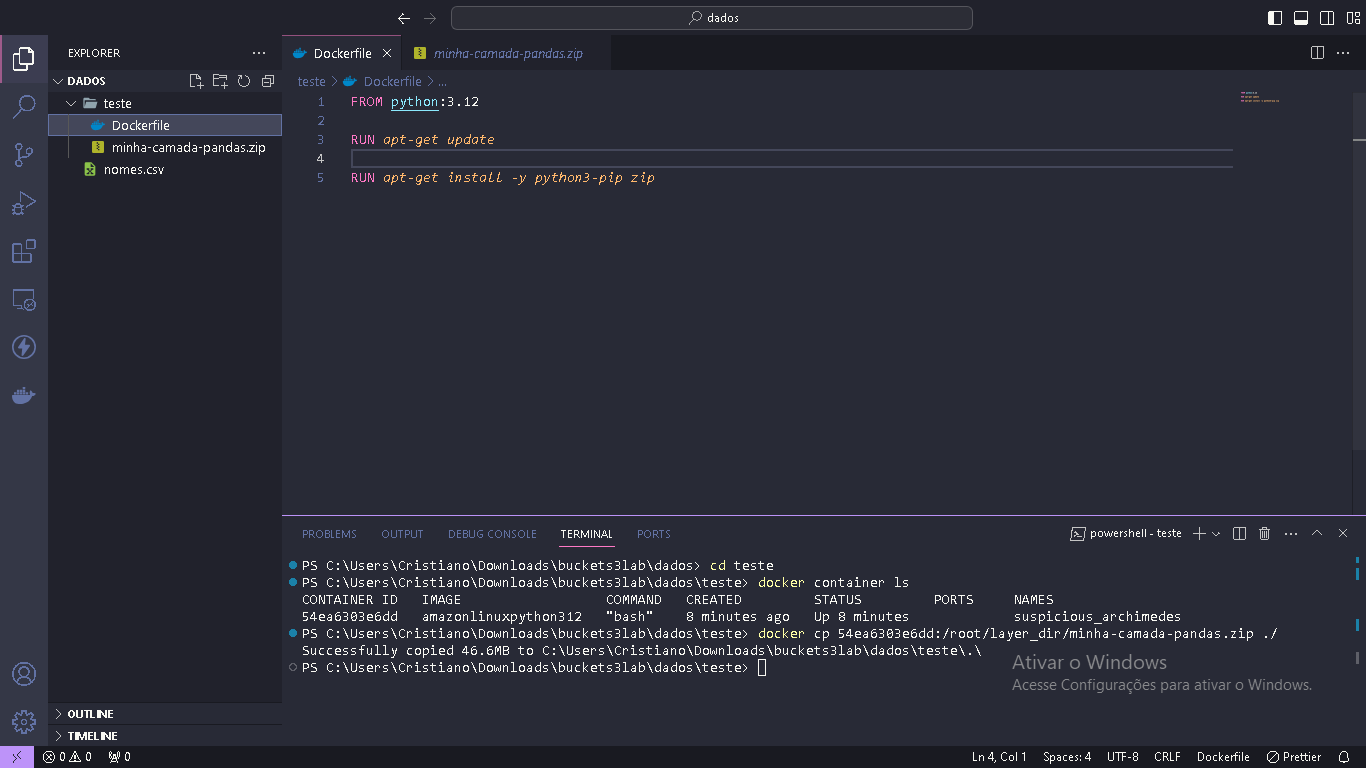 dados
EXPLORER
DADOS
teste
Dockerfile
minha-camada-pandas.zip
nomes.csv
OUTLINE
TIMELINE
Dockerfile
minha-camada-pandas.zip
teste > Dockerfile > ...
1 FROM python:3.12
2
3 RUN apt-get update
4
5 RUN apt-get install -y python3-pip zip
PROBLEMS OUTPUT DEBUG CONSOLE TERMINAL PORTS
powershell - teste
PS C:\Users\Cristiano\Downloads\buckets3lab\dados> cd teste
PS C:\Users\Cristiano\Downloads\buckets3lab\dados\teste> docker container ls
CONTAINER ID IMAGE COMMAND CREATED STATUS PORTS NAMES
54ea6303e6dd amazonlinuxpython312 "bash" 8 minutes ago Up 8 minutes suspicious_archimedes
PS C:\Users\Cristiano\Downloads\buckets3lab\dados\teste> docker cp 54ea6303e6dd:/root/layer_dir/minha-camada-pandas.zip ./
Successfully copied 46.6MB to C:\Users\Cristiano\Downloads\buckets3lab\dados\teste\.\
PS C:\Users\Cristiano\Downloads\buckets3lab\dados\teste>
Ativar o Windows
Acesse Configurações para ativar o Windows.
0 0 0
Ln 4, Col 1 Spaces: 4 UTF-8 CRLF Dockerfile Prettier